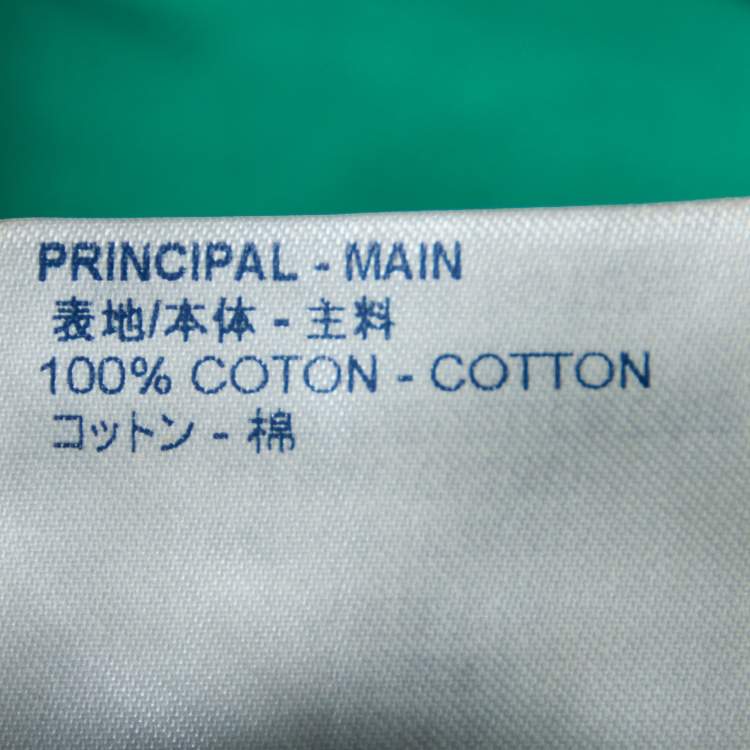 PRINCIPAL - MAIN
表地/本体 - 主料
100% COTON - COTTON
コットン - 棉